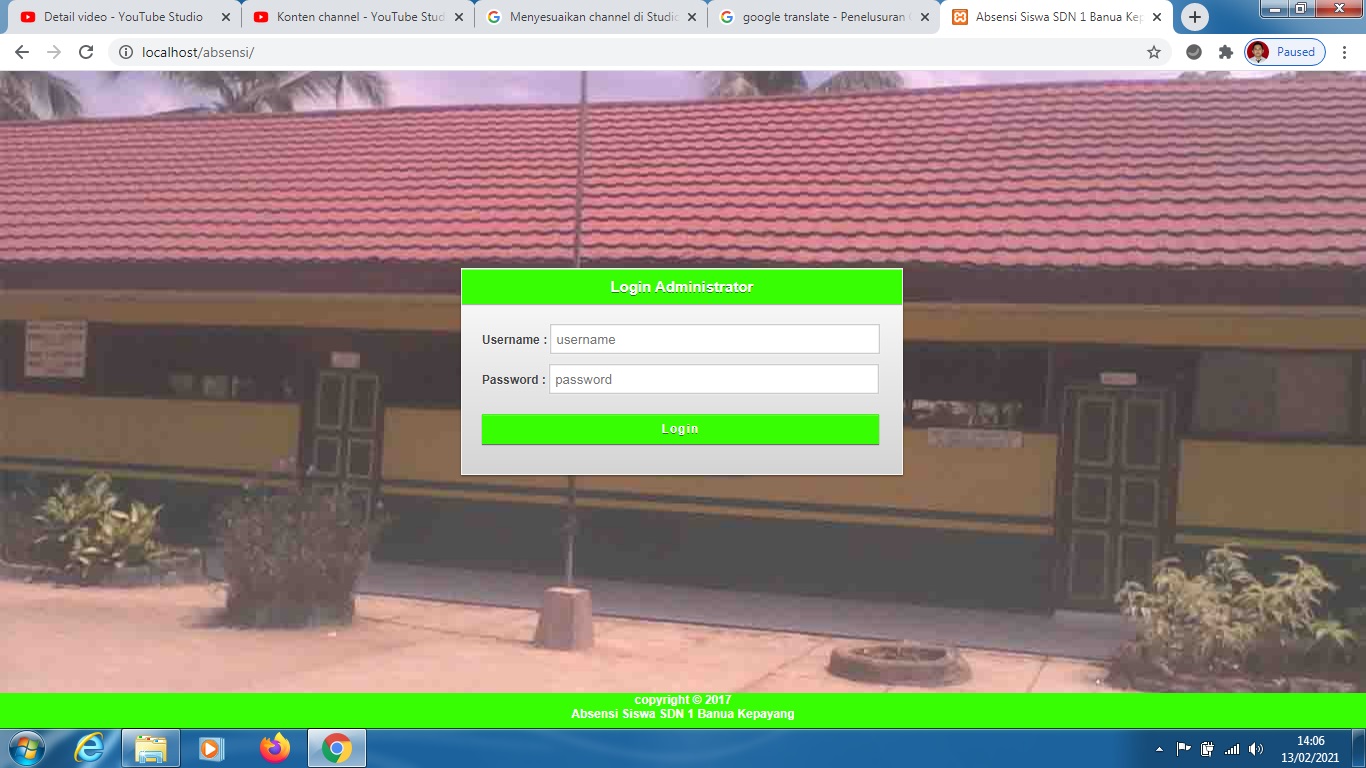 Detail video - YouTube Studio
Konten channel - YouTube Stud
Menyesuaikan channel di Studio
google translate - Penelusuran
Absensi Siswa SDN 1 Banua Kep
localhost/absensi/
Paused
Login Administrator
Username : username
Password : password
Login
copyright © 2017
Absensi Siswa SDN 1 Banua Kepayang
14:06
13/02/2021